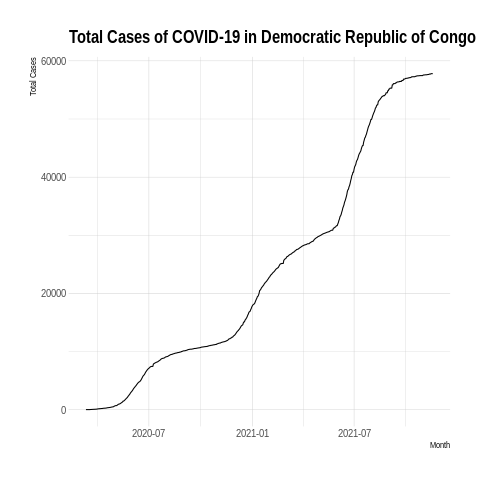 Total Cases of COVID-19 in Democratic Republic of Congo
Total Cases
60000
40000
20000
0
2020-07
2021-01
2021-07
Month